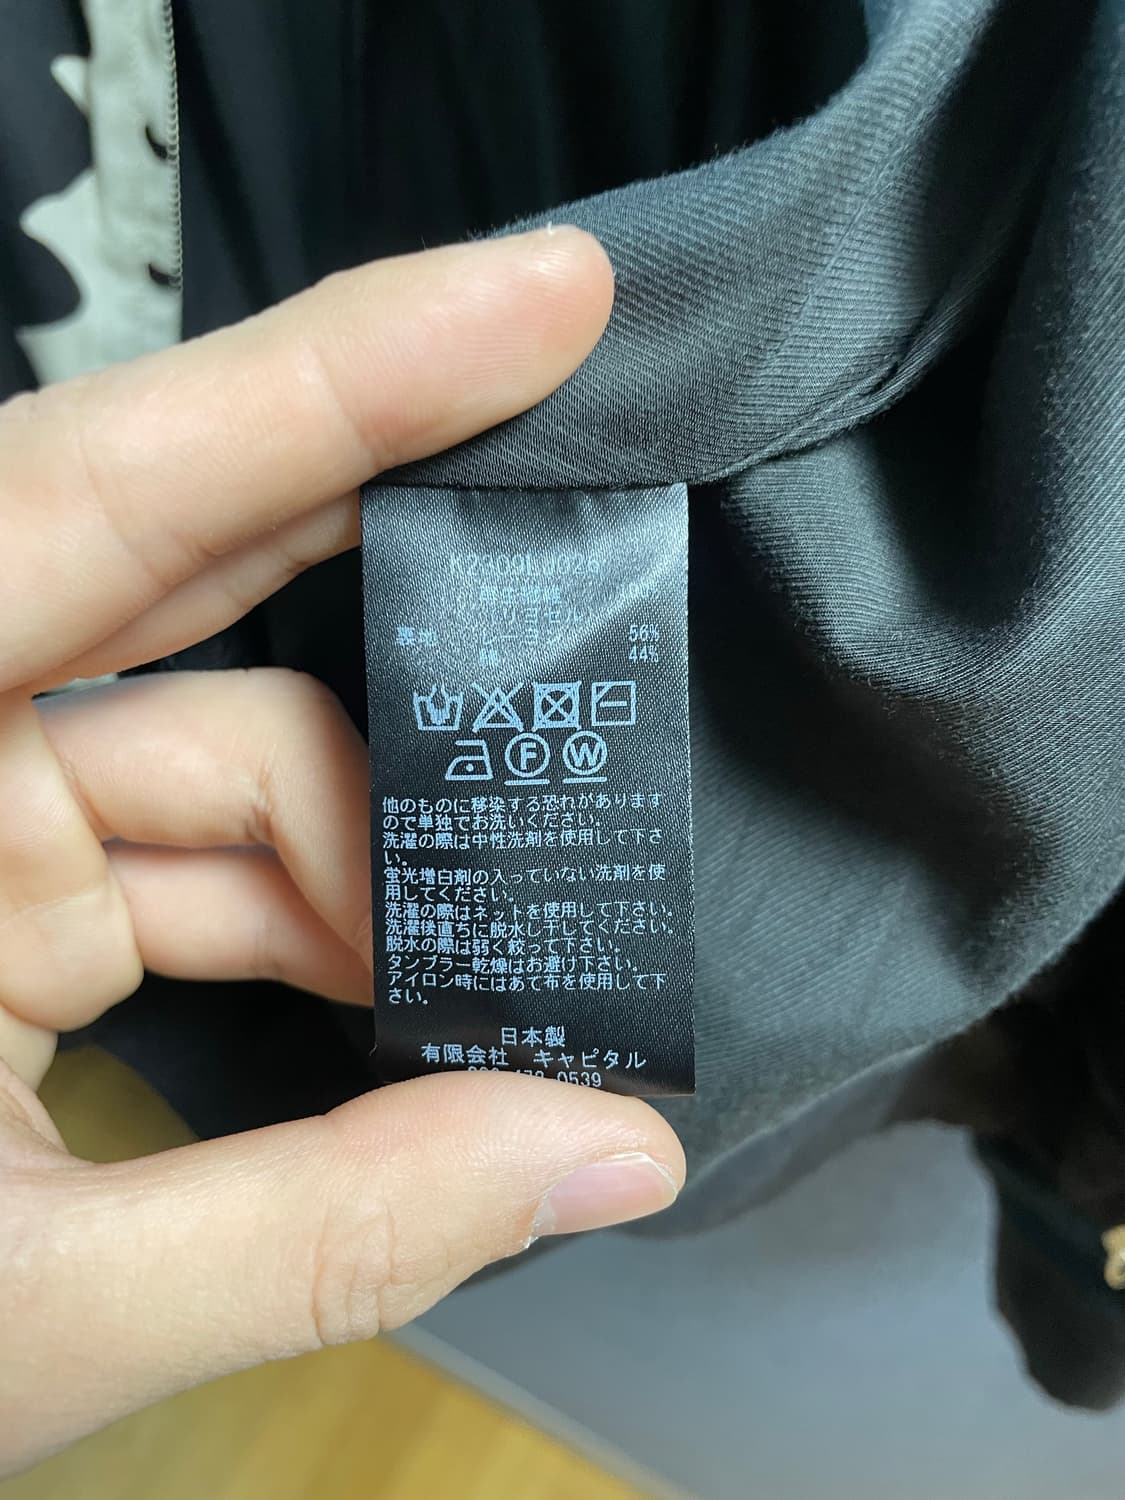 裏地 レーヨン 56%
44%
F W
他のものに移染する恐れがあります
ので単独でお洗いください。
洗濯の際は中性洗剤を使用して下さ
い。
蛍光増白剤の入っていない洗剤を使
用してください。
洗濯の際はネットを使用して下さい。
洗濯後直ちに脱水し干してください。
脱水の際は弱く絞って下さい。
タンブラー乾燥はお避け下さい。
アイロン時にはあて布を使用して下
さい。
日本製
有限会社 キャピタル
0539